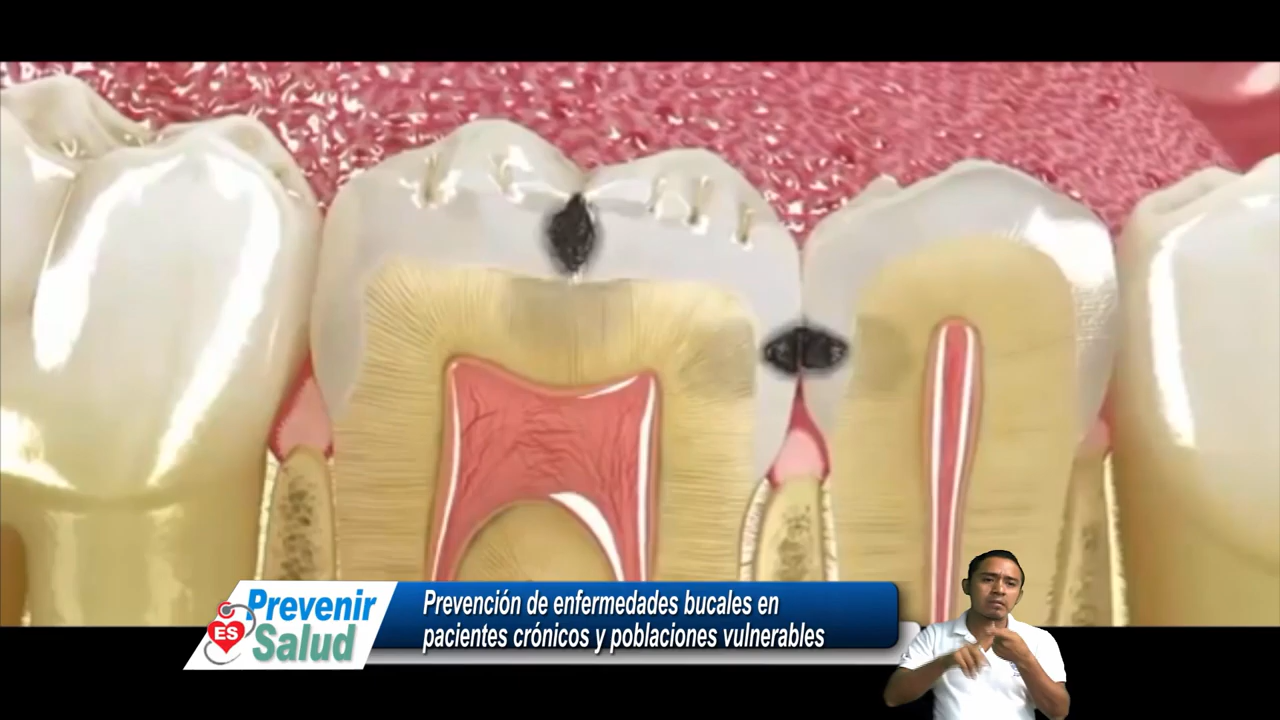 Prevenir
ES
Salud
Prevención de enfermedades bucales en
pacientes crónicos y poblaciones vulnerables